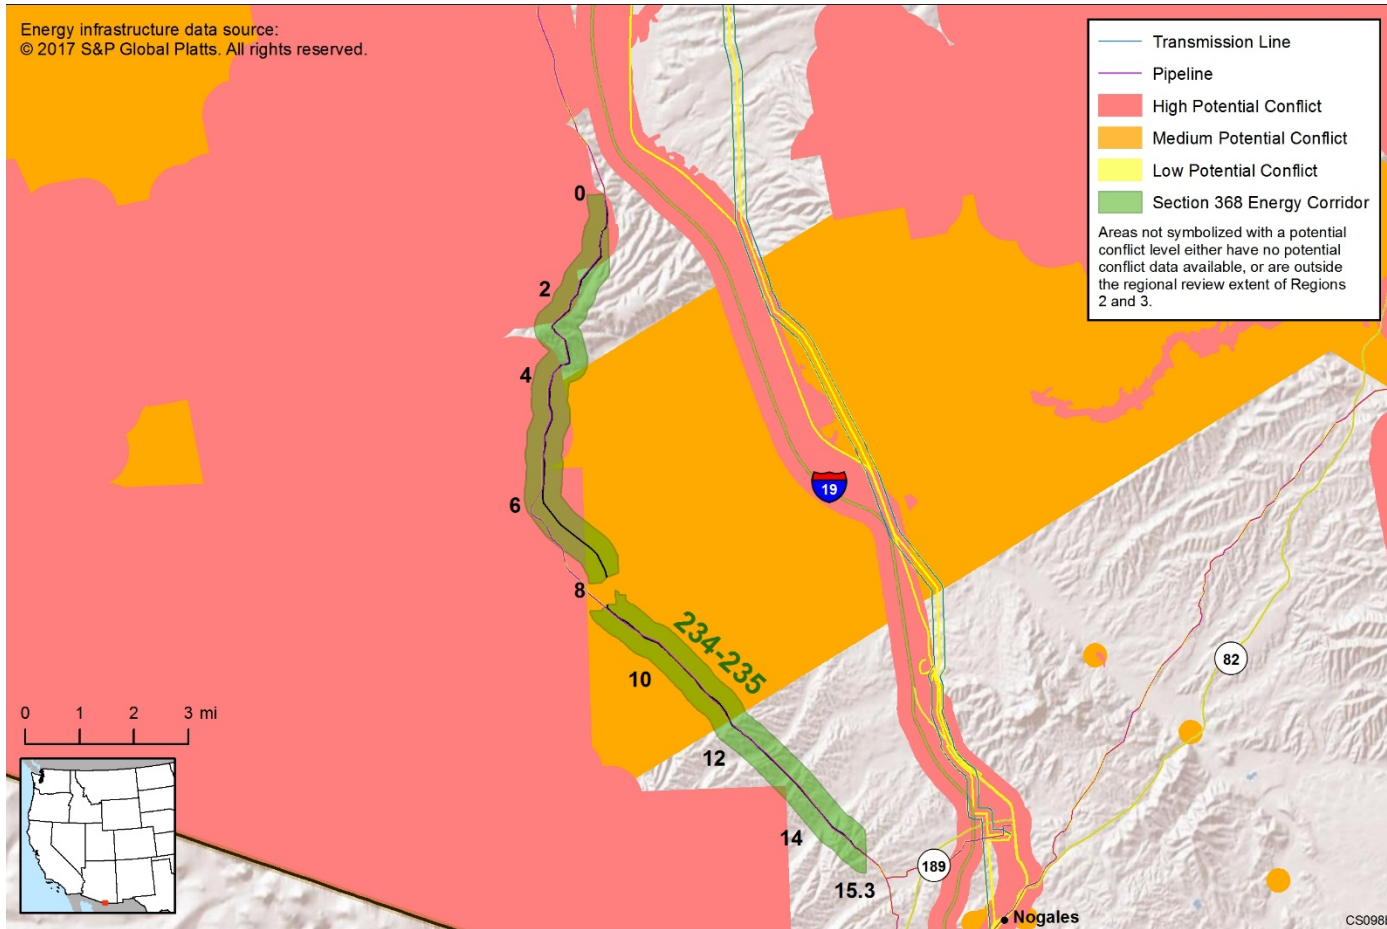 Energy infrastructure data source:
© 2017 S&P Global Platts. All rights reserved.
Transmission Line
Pipeline
High Potential Conflict
Medium Potential Conflict
Low Potential Conflict
Section 368 Energy Corridor
Areas not symbolized with a potential
conflict level either have no potential
conflict data available, or are outside
the regional review extent of Regions
2 and 3.
0
2
4
6
8
10
12
14
15.3
234-235
19
82
189
Nogales
0 1 2 3 mi